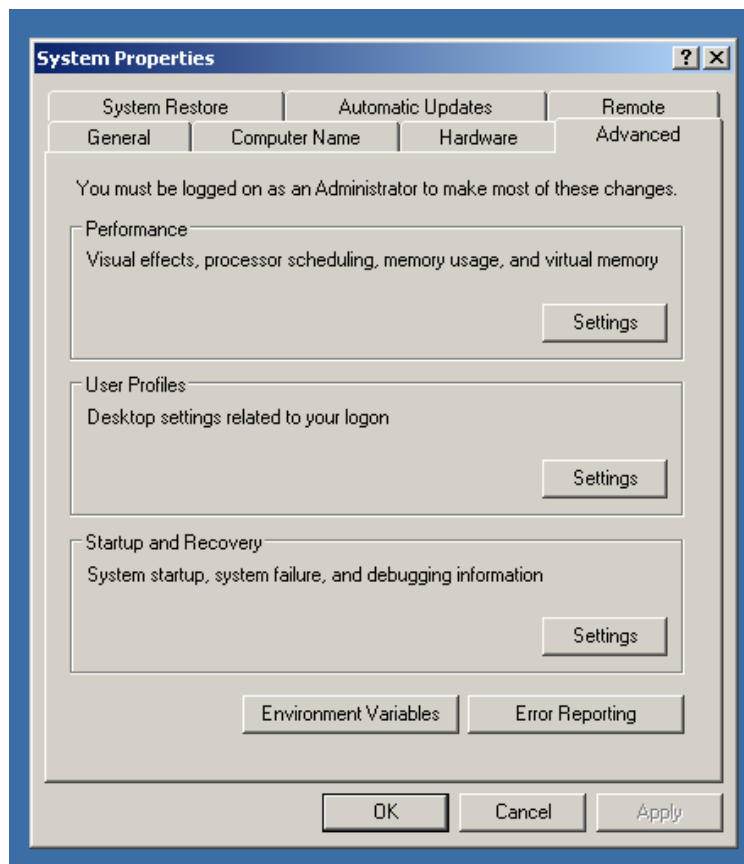 System Properties
System Restore Automatic Updates Remote
General Computer Name Hardware Advanced
You must be logged on as an Administrator to make most of these changes.
Performance
Visual effects, processor scheduling, memory usage, and virtual memory
Settings
User Profiles
Desktop settings related to your logon
Settings
Startup and Recovery
System startup, system failure, and debugging information
Settings
Environment Variables Error Reporting
OK Cancel Apply